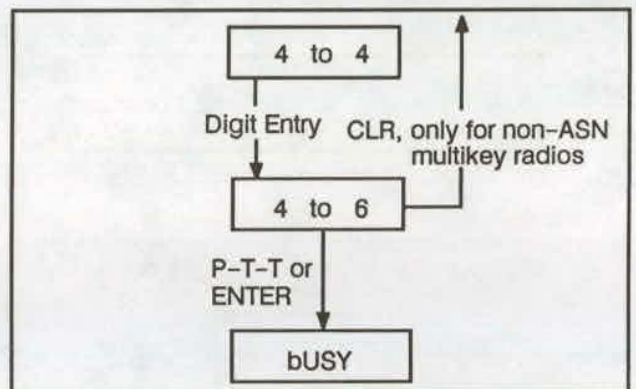 4 to 4
Digit Entry
CLR, only for non-ASN
multikey radios
4 to 6
P-T-T or
ENTER
bUSY